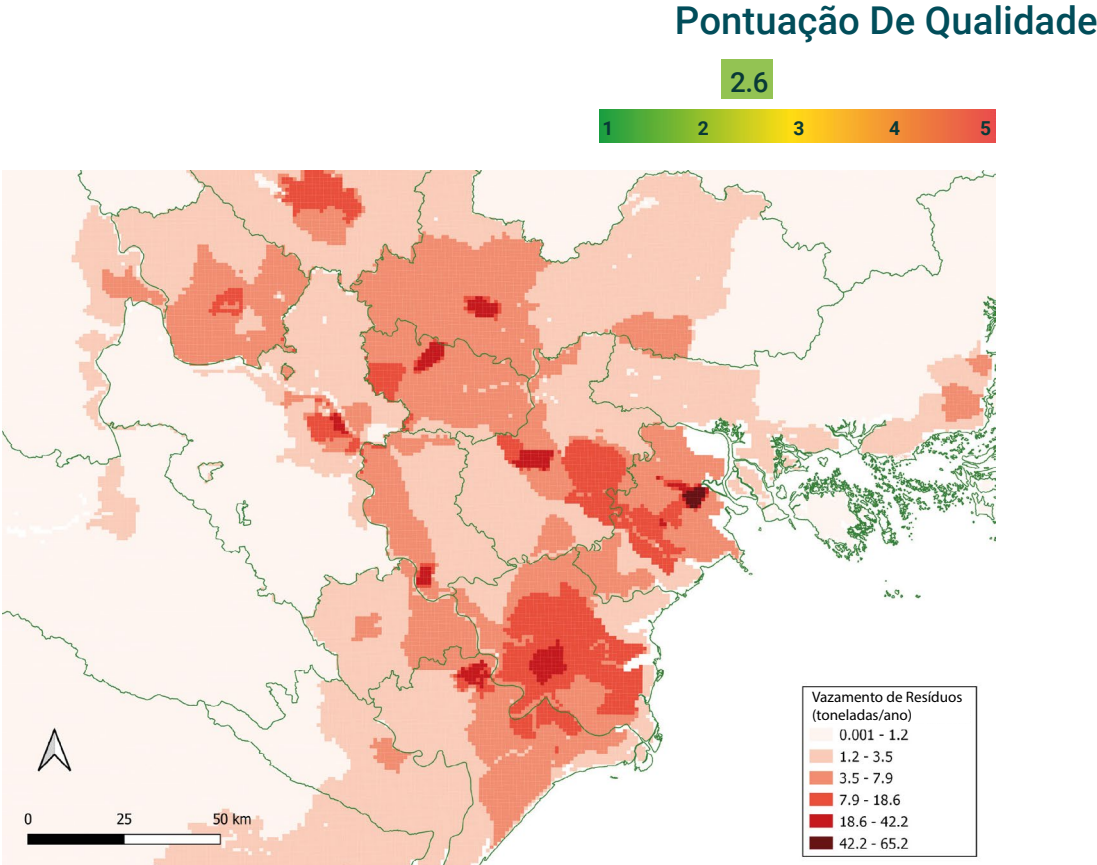 Pontuação De Qualidade
2.6
1 2 3 4 5
Vazamento de Resíduos
(toneladas/ano)
0.001 - 1.2
1.2 - 3.5
3.5 - 7.9
7.9 - 18.6
18.6 - 42.2
42.2 - 65.2
0 25 50 km